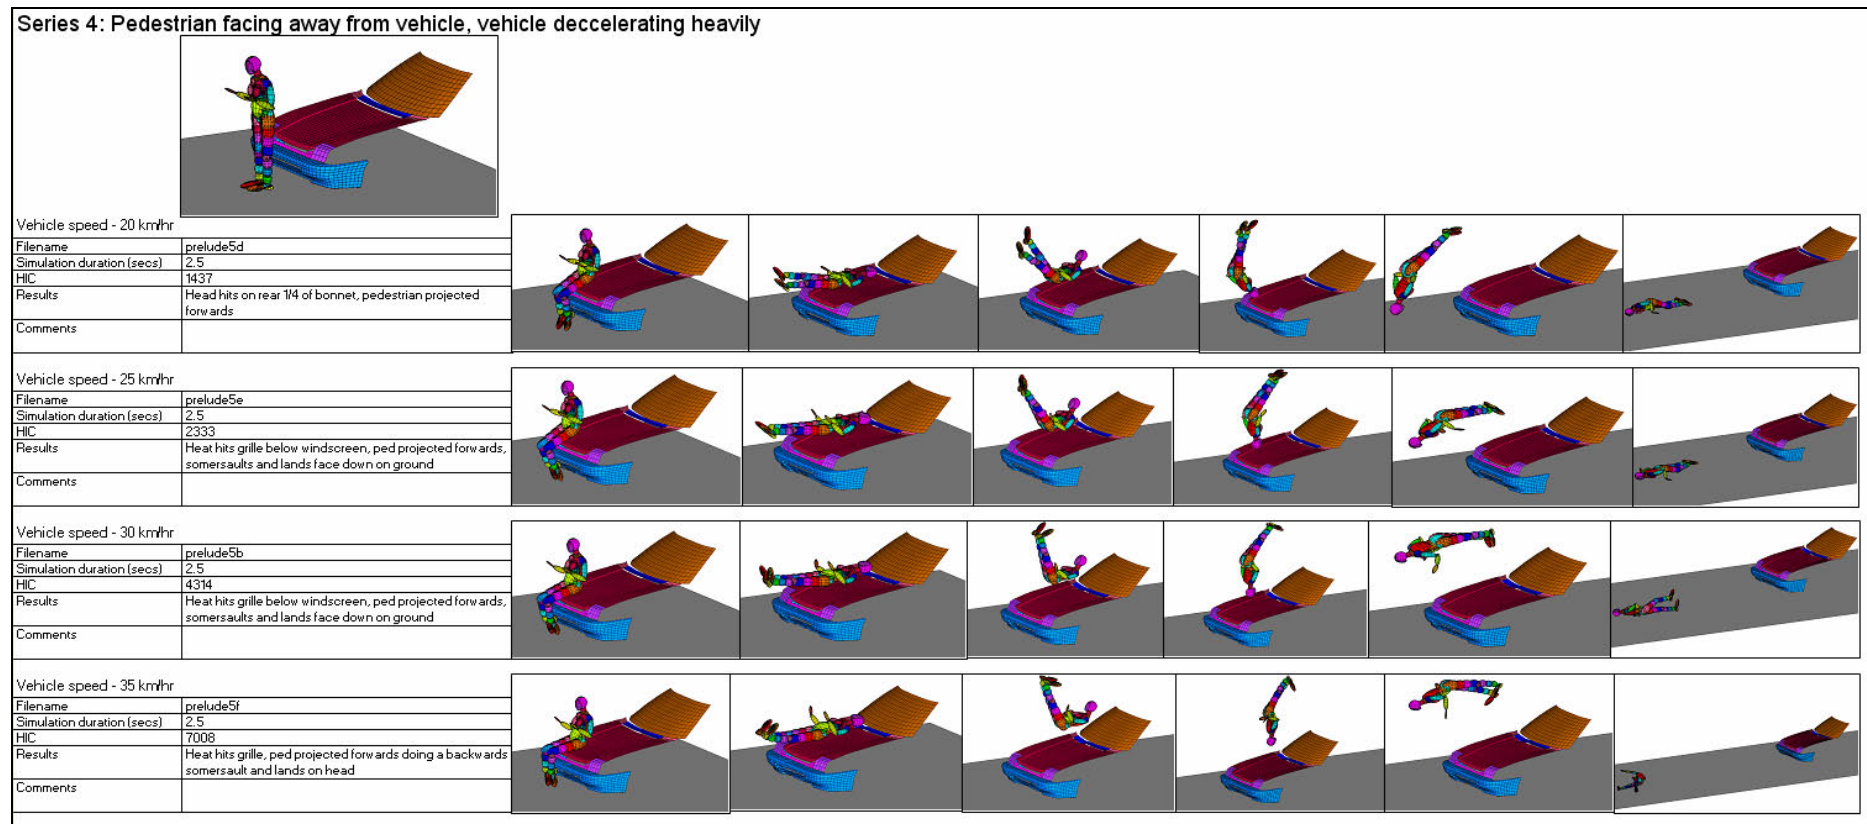 Series 4: Pedestrian facing away from vehicle, vehicle deccelerating heavily
Vehicle speed - 20 km/hr
Filename prelude5d
Simulation duration (secs) 2.5
HIC 1437
Results Head hits on rear 1/4 of bonnet, pedestrian projected
forwards
Comments
Vehicle speed - 25 km/hr
Filename prelude5e
Simulation duration (secs) 2.5
HIC 2333
Results Heat hits grille below windscreen, ped projected forwards,
somersaults and lands face down on ground
Comments
Vehicle speed - 30 km/hr
Filename prelude5b
Simulation duration (secs) 2.5
HIC 4314
Results Heat hits grille below windscreen, ped projected forwards,
somersaults and lands face down on ground
Comments
Vehicle speed - 35 km/hr
Filename prelude5f
Simulation duration (secs) 2.5
HIC 7008
Results Heat hits grille, ped projected forwards doing a backwards
somersault and lands on head
Comments